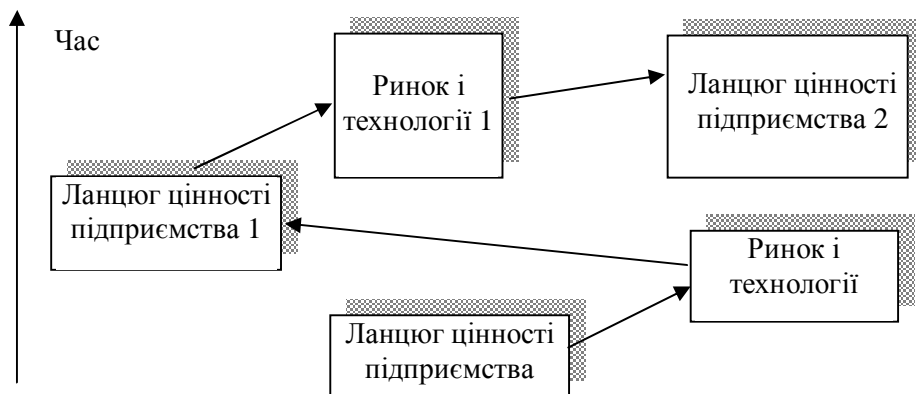 Час
Ринок і
технології 1
Ланцюг цінності
підприємства 2
Ланцюг цінності
підприємства 1
Ринок і
технології
Ланцюг цінності
підприємства